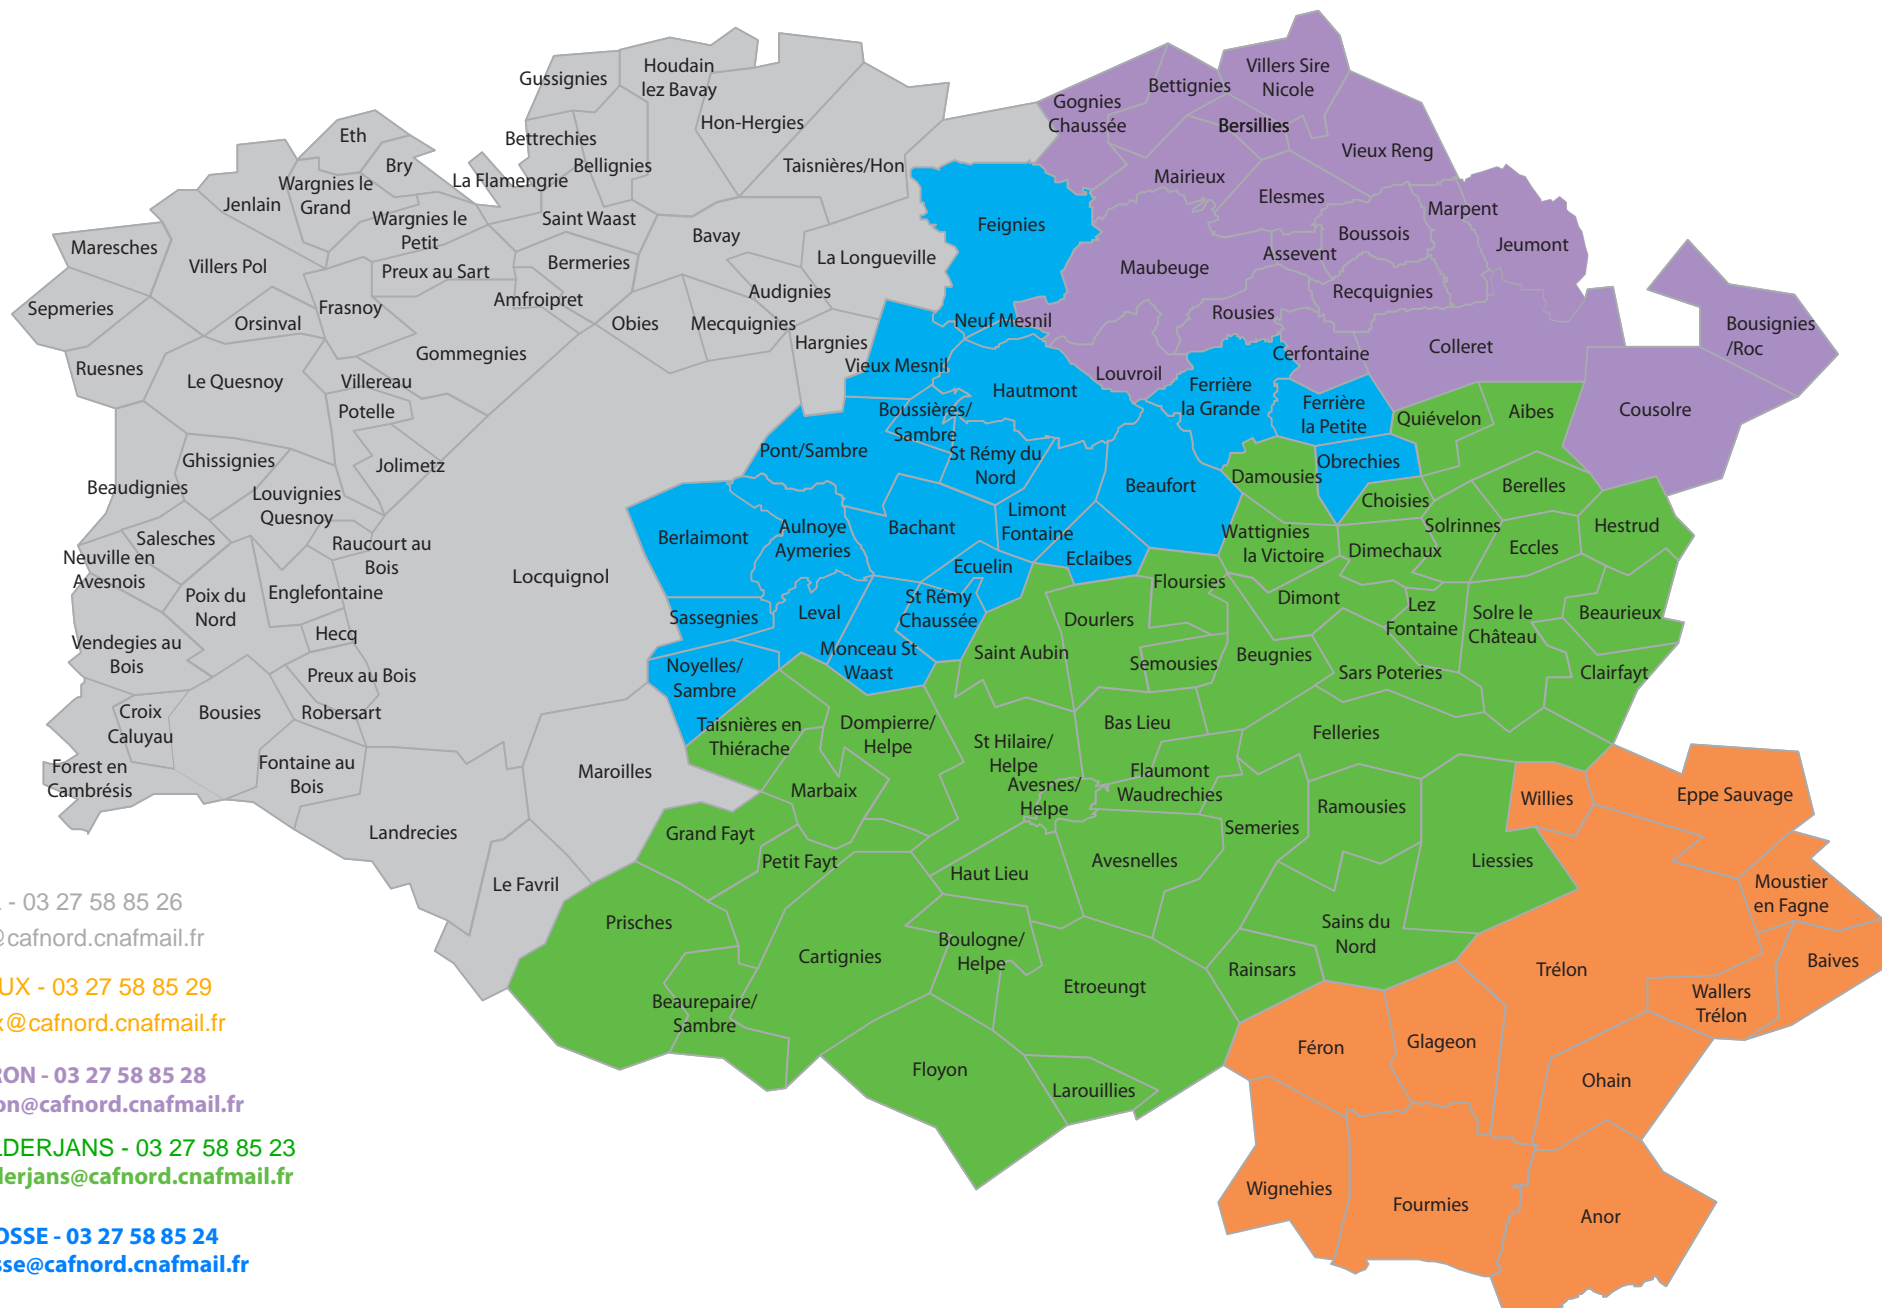 Gussignies
Houdain
lez Bavay
Hon-Hergies
Bettrechies
Bellignies
Taisnières/Hon
Eth
Bry
La Flamengrie
Wargnies le
Grand
Jenlain
Wargnies le
Petit
Saint Waast
Bavay
La Longueville
Maresches
Villers Pol
Preux au Sart
Bermeries
Amfroipret
Audignies
Sepmeries
Orsinval
Frasnoy
Obies
Mecquignies
Hargnies
Gommegnies
Ruesnes
Le Quesnoy
Villereau
Potelle
Jolimetz
Ghissignies
Beaudignies
Louvignies
Quesnoy
Salesches
Neuville en
Avesnois
Raucourt au
Bois
Poix du
Nord
Englefontaine
Locquignol
Hecq
Vendegies au
Bois
Preux au Bois
Croix
Caluyau
Bousies
Robersart
Forest en
Cambrésis
Fontaine au
Bois
Maroilles
Landrecies
Le Favril
Gognies
Chaussée
Bettignies
Villers Sire
Nicole
Bersillies
Vieux Reng
Mairieux
Elesmes
Marpent
Boussois
Jeumont
Assevent
Maubeuge
Recquignies
Rousies
Cerfontaine
Colleret
Bousignies
/Roc
Louvroil
Cousolre
Feignies
Neuf Mesnil
Vieux Mesnil
Hautmont
Ferrière
la Grande
Ferrière
la Petite
Boussières/
Sambre
Pont/Sambre
St Rémy du
Nord
Beaufort
Obrechies
Berlaimont
Aulnoye
Aymeries
Bachant
Limont
Fontaine
Eclaibes
Ecuelin
Sassegnies
Leval
St Rémy
Chaussée
Monceau St
Waast
Noyelles/
Sambre
Quiévelon
Aibes
Damousies
Choisies
Berelles
Solrinnes
Hestrud
Wattignies
la Victoire
Dimechaux
Eccles
Floursies
Dimont
Lez
Fontaine
Solre le
Château
Beaurieux
Dourlers
Saint Aubin
Semousies
Beugnies
Sars Poteries
Clairfayt
Taisnières en
Thiérache
Dompierre/
Helpe
St Hilaire/
Helpe
Bas Lieu
Felleries
Flaumont
Waudrechies
Avesnes/
Helpe
Marbaix
Semeries
Ramousies
Grand Fayt
Petit Fayt
Haut Lieu
Avesnelles
Liessies
Prisches
Cartignies
Boulogne/
Helpe
Sains du
Nord
Rainsars
Beaurepaire/
Sambre
Etroeungt
Floyon
Larouillies
Willies
Eppe Sauvage
Moustier
en Fagne
Trélon
Baives
Wallers
Trélon
Féron
Glageon
Ohain
Wignehies
Fourmies
Anor
- 03 27 58 85 26
@cafnord.cnafmail.fr
UX - 03 27 58 85 29
x@cafnord.cnafmail.fr
RON - 03 27 58 85 28
on@cafnord.cnafmail.fr
LDERJANS - 03 27 58 85 23
derjans@cafnord.cnafmail.fr
OSSE - 03 27 58 85 24
sse@cafnord.cnafmail.fr